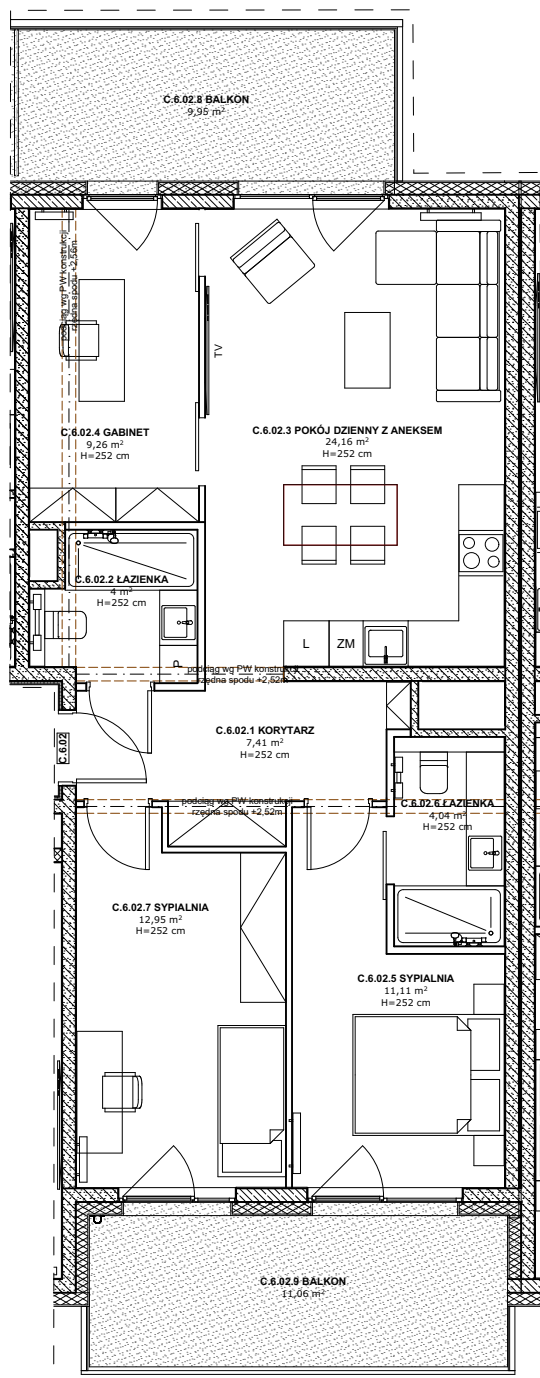 C.6.02.8 BALKON
9,95 m²
podciąg wg PW konstrukcji
rzędna spodu +2,56m
TV
C.6.02.4 GABINET
9,26 m²
H=252 cm
C.6.02.3 POKÓJ DZIENNY Z ANEKSEM
24,16 m²
H=252 cm
C.6.02.2 ŁAZIENKA
4 m²
H=252 cm
P
L
ZM
podciąg wg PW konstrukcji
rzędna spodu +2,52m
C.6.02
C.6.02.1 KORYTARZ
7,41 m²
H=252 cm
podciąg wg PW konstrukcji
rzędna spodu +2,52m
C.6.02.6 ŁAZIENKA
4,04 m²
H=252 cm
C.6.02.7 SYPIALNIA
12,95 m²
H=252 cm
C.6.02.5 SYPIALNIA
11,11 m²
H=252 cm
C.6.02.9 BALKON
11,06 m²